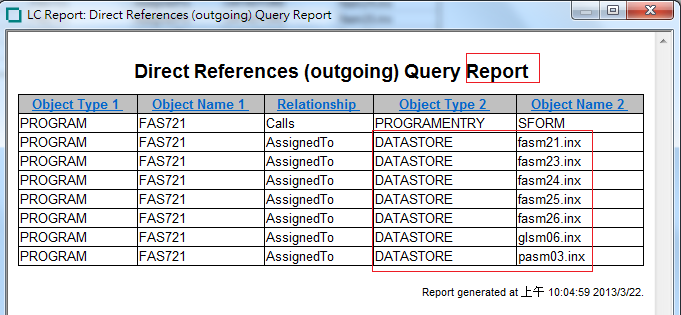 LC Report: Direct References (outgoing) Query Report
Direct References (outgoing) Query Report
Object Type 1 Object Name 1 Relationship Object Type 2 Object Name 2
PROGRAM FAS721 Calls PROGRAMENTRY SFORM
PROGRAM FAS721 AssignedTo DATASTORE fasm21.inx
PROGRAM FAS721 AssignedTo DATASTORE fasm23.inx
PROGRAM FAS721 AssignedTo DATASTORE fasm24.inx
PROGRAM FAS721 AssignedTo DATASTORE fasm25.inx
PROGRAM FAS721 AssignedTo DATASTORE fasm26.inx
PROGRAM FAS721 AssignedTo DATASTORE glsm06.inx
PROGRAM FAS721 AssignedTo DATASTORE pasm03.inx
Report generated at 上午 10:04:59 2013/3/22.